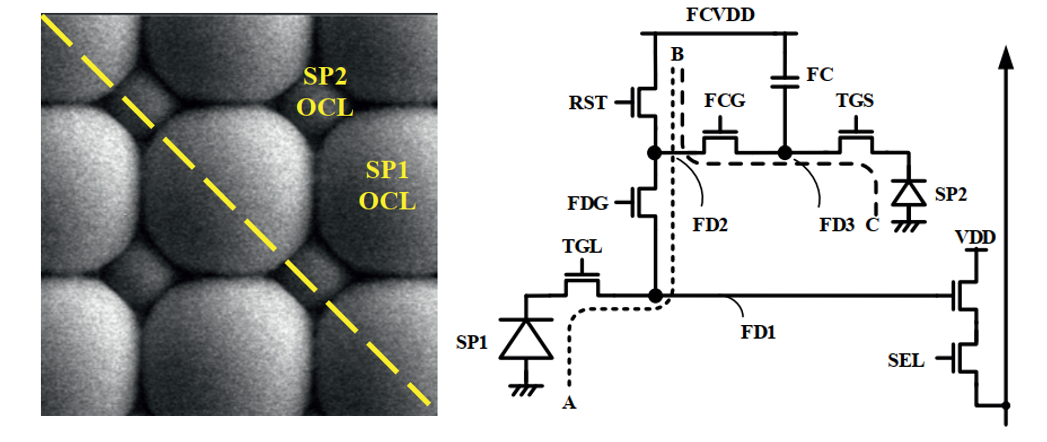 SP2
OCL
SP1
OCL
FCVDD
B
FC
RST
FCG
TGS
FDG
FD2
FD3
C
SP2
TGL
VDD
SP1
FD1
SEL
A